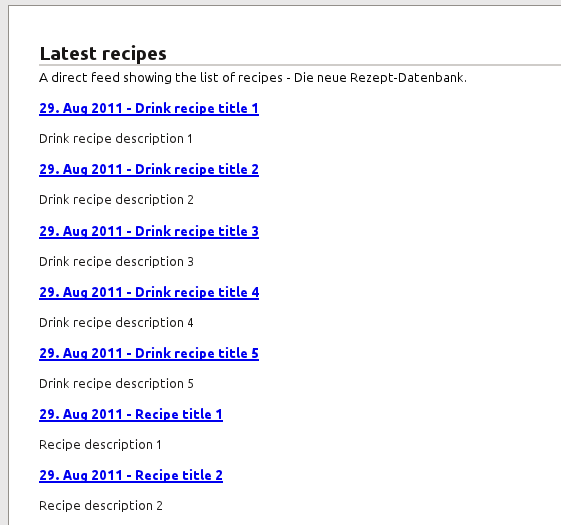 Latest recipes
A direct feed showing the list of recipes - Die neue Rezept-Datenbank.
29. Aug 2011 - Drink recipe title 1
Drink recipe description 1
29. Aug 2011 - Drink recipe title 2
Drink recipe description 2
29. Aug 2011 - Drink recipe title 3
Drink recipe description 3
29. Aug 2011 - Drink recipe title 4
Drink recipe description 4
29. Aug 2011 - Drink recipe title 5
Drink recipe description 5
29. Aug 2011 - Recipe title 1
Recipe description 1
29. Aug 2011 - Recipe title 2
Recipe description 2